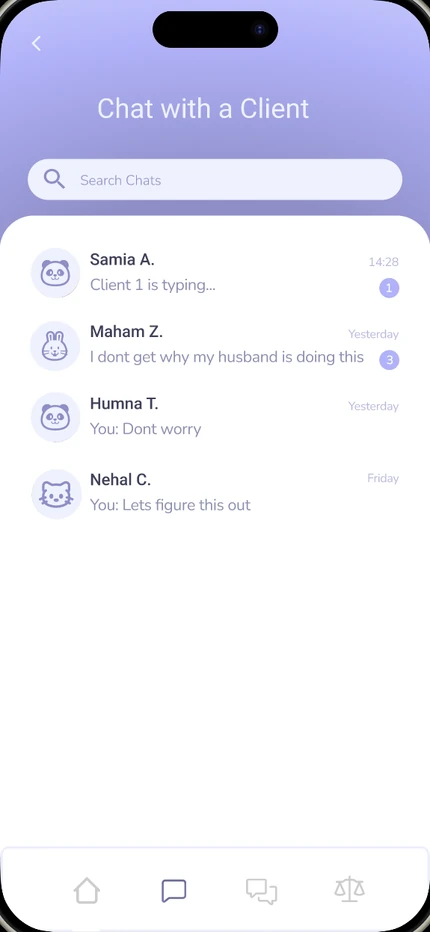 Chat with a Client
Search Chats
Samia A.
14:28
Client 1 is typing...
1
Maham Z.
Yesterday
I dont get why my husband is doing this
3
Humna T.
Yesterday
You: Dont worry
Nehal C.
Friday
You: Lets figure this out